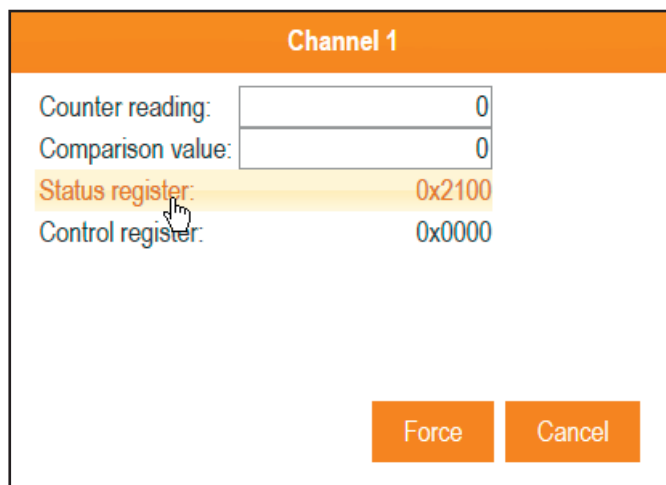 Channel 1
Counter reading: 0
Comparison value: 0
Status register: 0x2100
Control register: 0x0000
Force Cancel